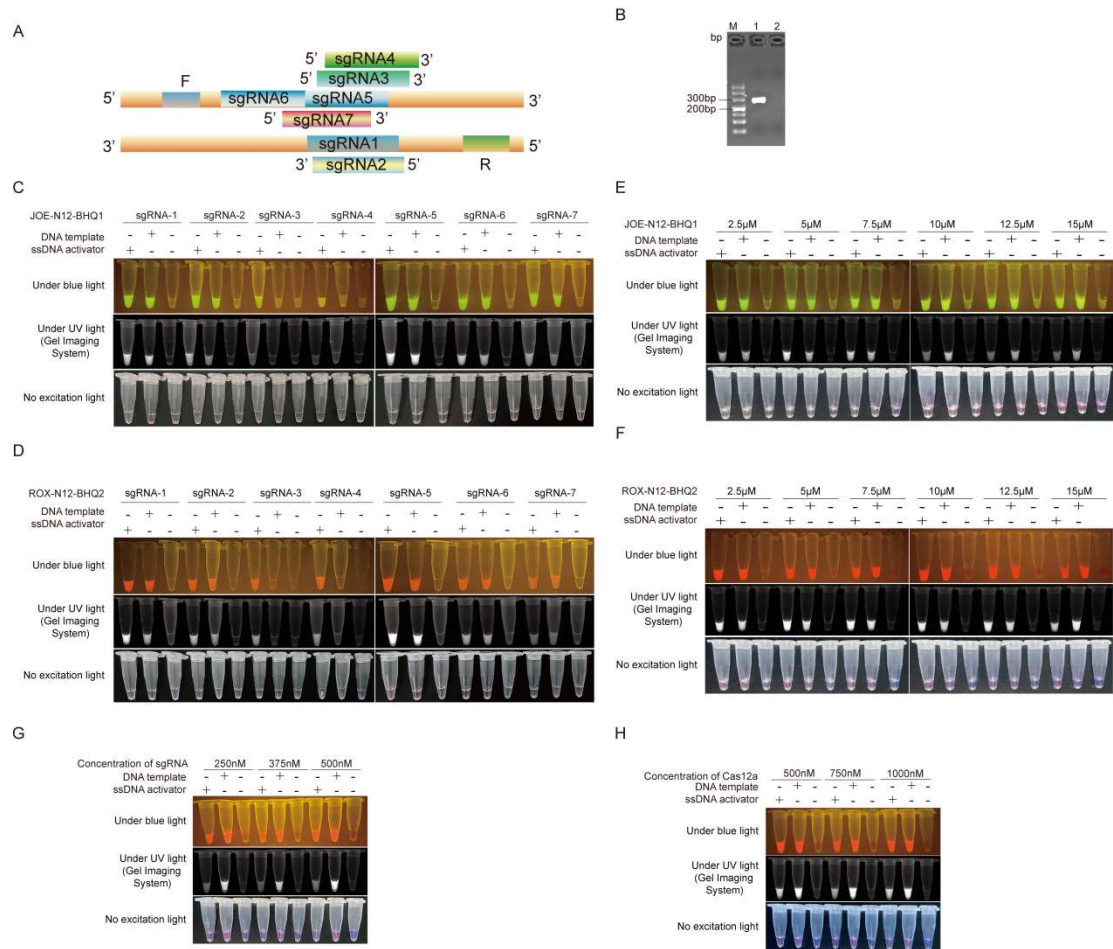 A
5' sgRNA4 3'
5' sgRNA3 3'
F
5' sgRNA6 sgRNA5 3'
5' sgRNA7 3'
3' sgRNA1 5'
3' sgRNA2 5'
R
B
M 1 2
bp
300bp
200bp
C
JOE-N12-BHQ1 sgRNA-1 sgRNA-2 sgRNA-3 sgRNA-4 sgRNA-5 sgRNA-6 sgRNA-7
DNA template - + - - + - - + - - + - - + - - + - - + -
ssDNA activator + - - + - - + - - + - - + - - + - - + - -
Under blue light
Under UV light
(Gel Imaging
System)
No excitation light
D
ROX-N12-BHQ2 sgRNA-1 sgRNA-2 sgRNA-3 sgRNA-4 sgRNA-5 sgRNA-6 sgRNA-7
DNA template - + - - + - - + - - + - - + - - + - - + -
ssDNA activator + - - + - - + - - + - - + - - + - - + - -
Under blue light
Under UV light
(Gel Imaging
System)
No excitation light
E
JOE-N12-BHQ1 2.5μM 5μM 7.5μM 10μM 12.5μM 15μM
DNA template - + - - + - - + - - + - - + - - + -
ssDNA activator + - - + - - + - - + - - + - - + - -
Under blue light
Under UV light
(Gel Imaging
System)
No excitation light
F
ROX-N12-BHQ2 2.5μM 5μM 7.5μM 10μM 12.5μM 15μM
DNA template - + - - + - - + - - + - - + - - + -
ssDNA activator + - - + - - + - - + - - + - - + - -
Under blue light
Under UV light
(Gel Imaging
System)
No excitation light
G
Concentration of sgRNA 250nM 375nM 500nM
DNA template - + - - + - - + -
ssDNA activator + - - + - - + - -
Under blue light
Under UV light
(Gel Imaging
System)
No excitation light
H
Concentration of Cas12a 500nM 750nM 1000nM
DNA template - + - - + - - + -
ssDNA activator + - - + - - + - -
Under blue light
Under UV light
(Gel Imaging
System)
No excitation light